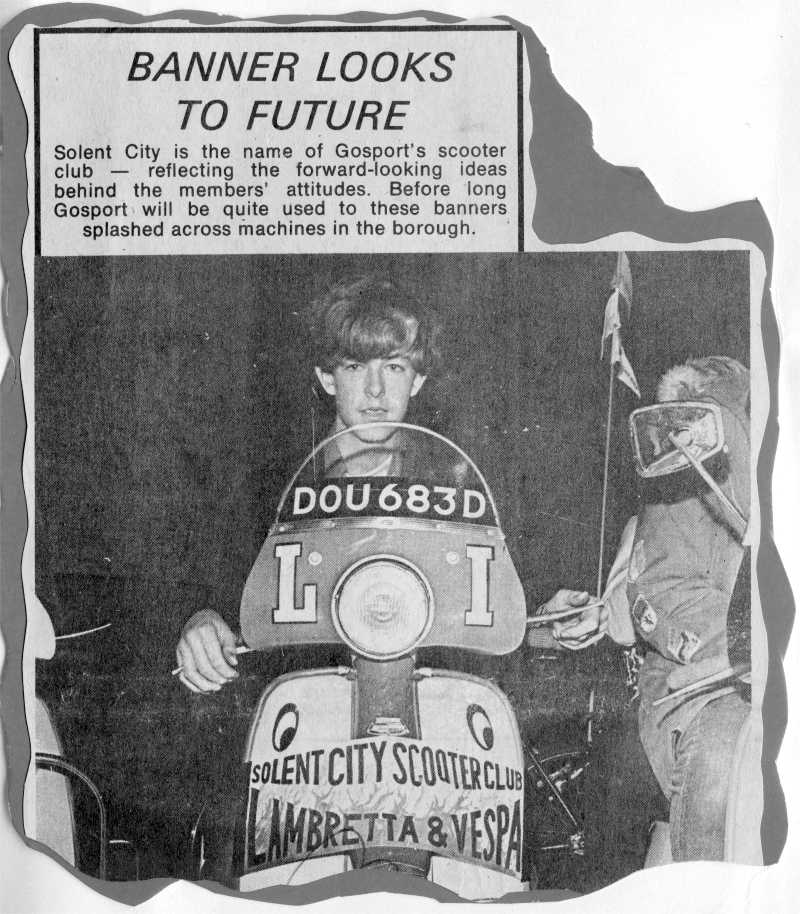 BANNER LOOKS
TO FUTURE
Solent City is the name of Gosport's scooter
club — reflecting the forward-looking ideas
behind the members' attitudes. Before long
Gosport will be quite used to these banners
splashed across machines in the borough.
DOU683D
L I
SOLENT CITY SCOOTER CLUB
LAMBRETTA & VESPA